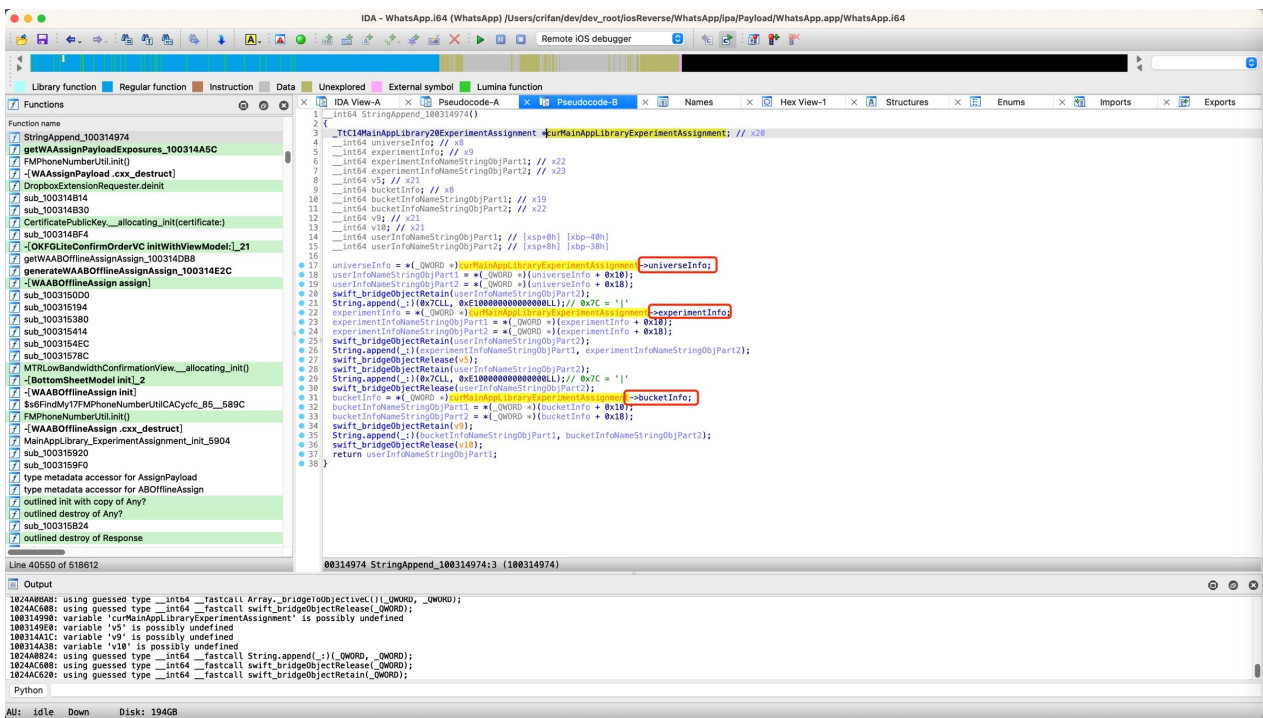 IDA - WhatsApp.i64 (WhatsApp) /Users/crifan/dev/dev_root/iosReverse/WhatsApp/ipa/Payload/WhatsApp.app/WhatsApp.i64
Remote iOS debugger
Library function Regular function Instruction Data Unexplored External symbol Lumina function
Functions
IDA View-A Pseudocode-A Pseudocode-B Names Hex View-1 Structures Enums Imports Exports
Function name
StringAppend_100314974
getWAAssignPayloadExposures_100314A5C
FMPhoneNumberUtil.init()
-[WAAssignPayload .cxx_destruct]
DropboxExtensionRequester.deinit
sub_100314B14
sub_100314B30
CertificatePublicKey.__allocating_init(certificate:)
sub_100314BF4
-[OKFGLiteConfirmOrderVC initWithViewModel:]_21
getWAABOfflineAssignAssign_100314DB8
generateWAABOfflineAssignAssign_100314E2C
-[WAABOfflineAssign assign]
sub_1003150D0
sub_100315194
sub_100315380
sub_100315414
sub_1003154EC
sub_10031578C
MTRLowBandwidthConfirmationView.__allocating_init()
-[BottomSheetModel init]_2
-[WAABOfflineAssign init]
$s6FindMy17FMPhoneNumberUtilCACycfc_85__589C
FMPhoneNumberUtil.init()
-[WAABOfflineAssign .cxx_destruct]
MainAppLibrary_ExperimentAssignment_init_5904
sub_100315920
sub_1003159F0
type metadata accessor for AssignPayload
type metadata accessor for ABOfflineAssign
outlined init with copy of Any?
outlined destroy of Any?
sub_100315B24
outlined destroy of Response
Line 40550 of 518612
1 __int64 StringAppend_100314974()
2 {
3 _TtC14MainAppLibrary20ExperimentAssignment *curMainAppLibraryExperimentAssignment; // x20
4 __int64 universeInfo; // x8
5 __int64 experimentInfo; // x9
6 __int64 experimentInfoNameStringObjPart1; // x22
7 __int64 experimentInfoNameStringObjPart2; // x23
8 __int64 v5; // x21
9 __int64 bucketInfo; // x8
10 __int64 bucketInfoNameStringObjPart1; // x19
11 __int64 bucketInfoNameStringObjPart2; // x22
12 __int64 v9; // x21
13 __int64 v10; // x21
14 __int64 userInfoNameStringObjPart1; // [xsp+0h] [xbp-40h]
15 __int64 userInfoNameStringObjPart2; // [xsp+8h] [xbp-38h]
16
17 universeInfo = *(_QWORD *)curMainAppLibraryExperimentAssignment->universeInfo;
18 userInfoNameStringObjPart1 = *(_QWORD *)(universeInfo + 0x10);
19 userInfoNameStringObjPart2 = *(_QWORD *)(universeInfo + 0x18);
20 swift_bridgeObjectRetain(userInfoNameStringObjPart2);
21 String.append(_:)(0x7CLL, 0xE100000000000000LL);// 0x7C = '|'
22 experimentInfo = *(_QWORD *)curMainAppLibraryExperimentAssignment->experimentInfo;
23 experimentInfoNameStringObjPart1 = *(_QWORD *)(experimentInfo + 0x10);
24 experimentInfoNameStringObjPart2 = *(_QWORD *)(experimentInfo + 0x18);
25 swift_bridgeObjectRetain(userInfoNameStringObjPart2);
26 String.append(_:)(experimentInfoNameStringObjPart1, experimentInfoNameStringObjPart2);
27 swift_bridgeObjectRelease(v5);
28 swift_bridgeObjectRetain(userInfoNameStringObjPart2);
29 String.append(_:)(0x7CLL, 0xE100000000000000LL);// 0x7C = '|'
30 swift_bridgeObjectRelease(userInfoNameStringObjPart2);
31 bucketInfo = *(_QWORD *)curMainAppLibraryExperimentAssignment->bucketInfo;
32 bucketInfoNameStringObjPart1 = *(_QWORD *)(bucketInfo + 0x10);
33 bucketInfoNameStringObjPart2 = *(_QWORD *)(bucketInfo + 0x18);
34 swift_bridgeObjectRetain(v9);
35 String.append(_:)(bucketInfoNameStringObjPart1, bucketInfoNameStringObjPart2);
36 swift_bridgeObjectRelease(v10);
37 return userInfoNameStringObjPart1;
38 }
00314974 StringAppend_100314974:3 (100314974)
Output
1024A0BA8: using guessed type __int64 __fastcall Array._bridgeToObjectiveC()(_QWORD, _QWORD);
1024AC608: using guessed type __int64 __fastcall swift_bridgeObjectRelease(_QWORD);
100314990: variable 'curMainAppLibraryExperimentAssignment' is possibly undefined
1003149E0: variable 'v5' is possibly undefined
100314A1C: variable 'v9' is possibly undefined
100314A38: variable 'v10' is possibly undefined
1024A0824: using guessed type __int64 __fastcall String.append(_:)(_QWORD, _QWORD);
1024AC608: using guessed type __int64 __fastcall swift_bridgeObjectRelease(_QWORD);
1024AC620: using guessed type __int64 __fastcall swift_bridgeObjectRetain(_QWORD);
Python
AU: idle Down Disk: 194GB